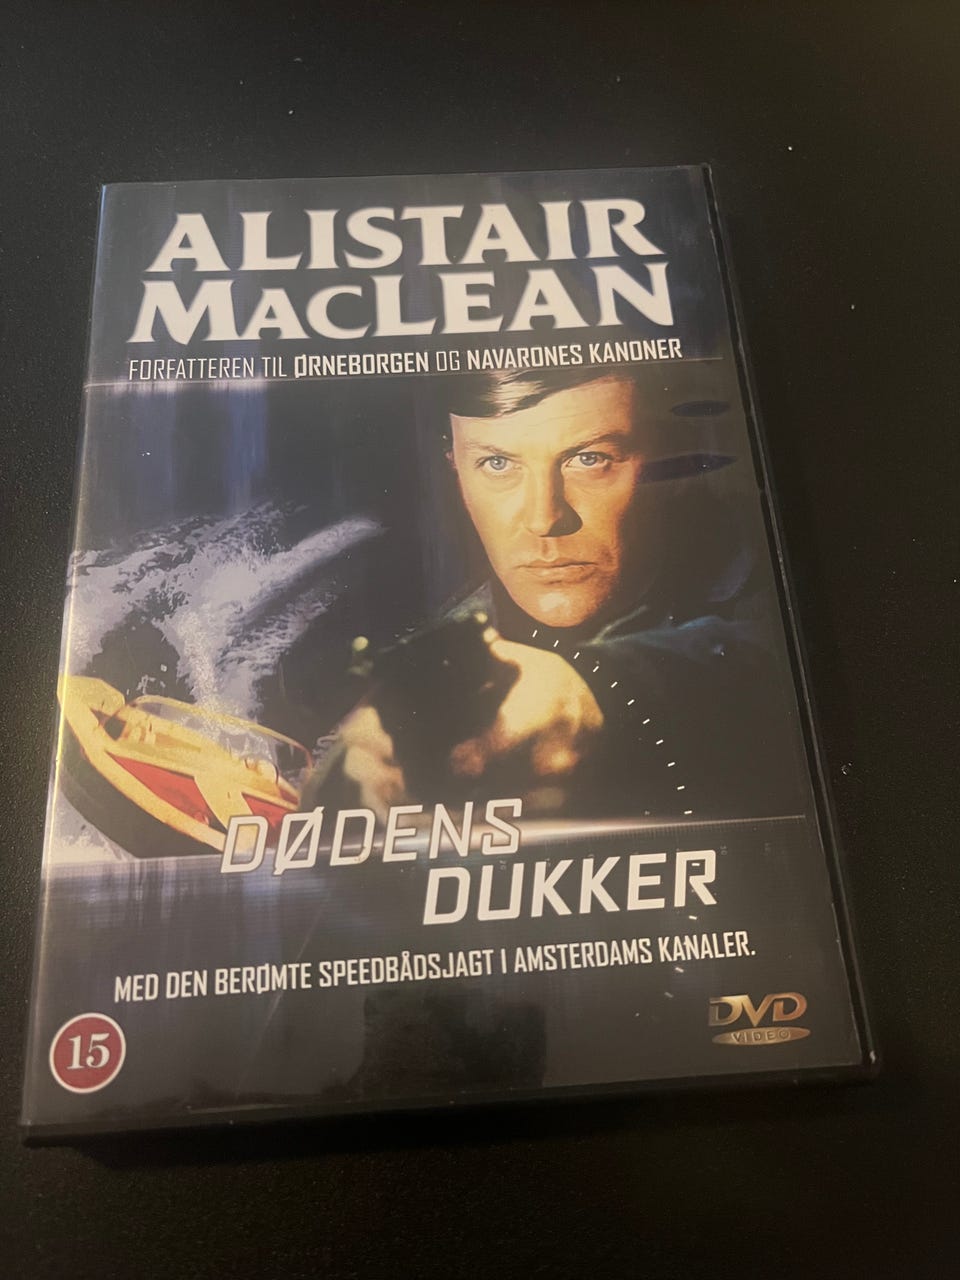 ALISTAIR
MACLEAN
FORFATTEREN TIL ØRNEBORGEN OG NAVARONES KANONER
DØDENS
DUKKER
MED DEN BERØMTE SPEEDBÅDSJAGT I AMSTERDAMS KANALER.
DVD
VIDEO
15